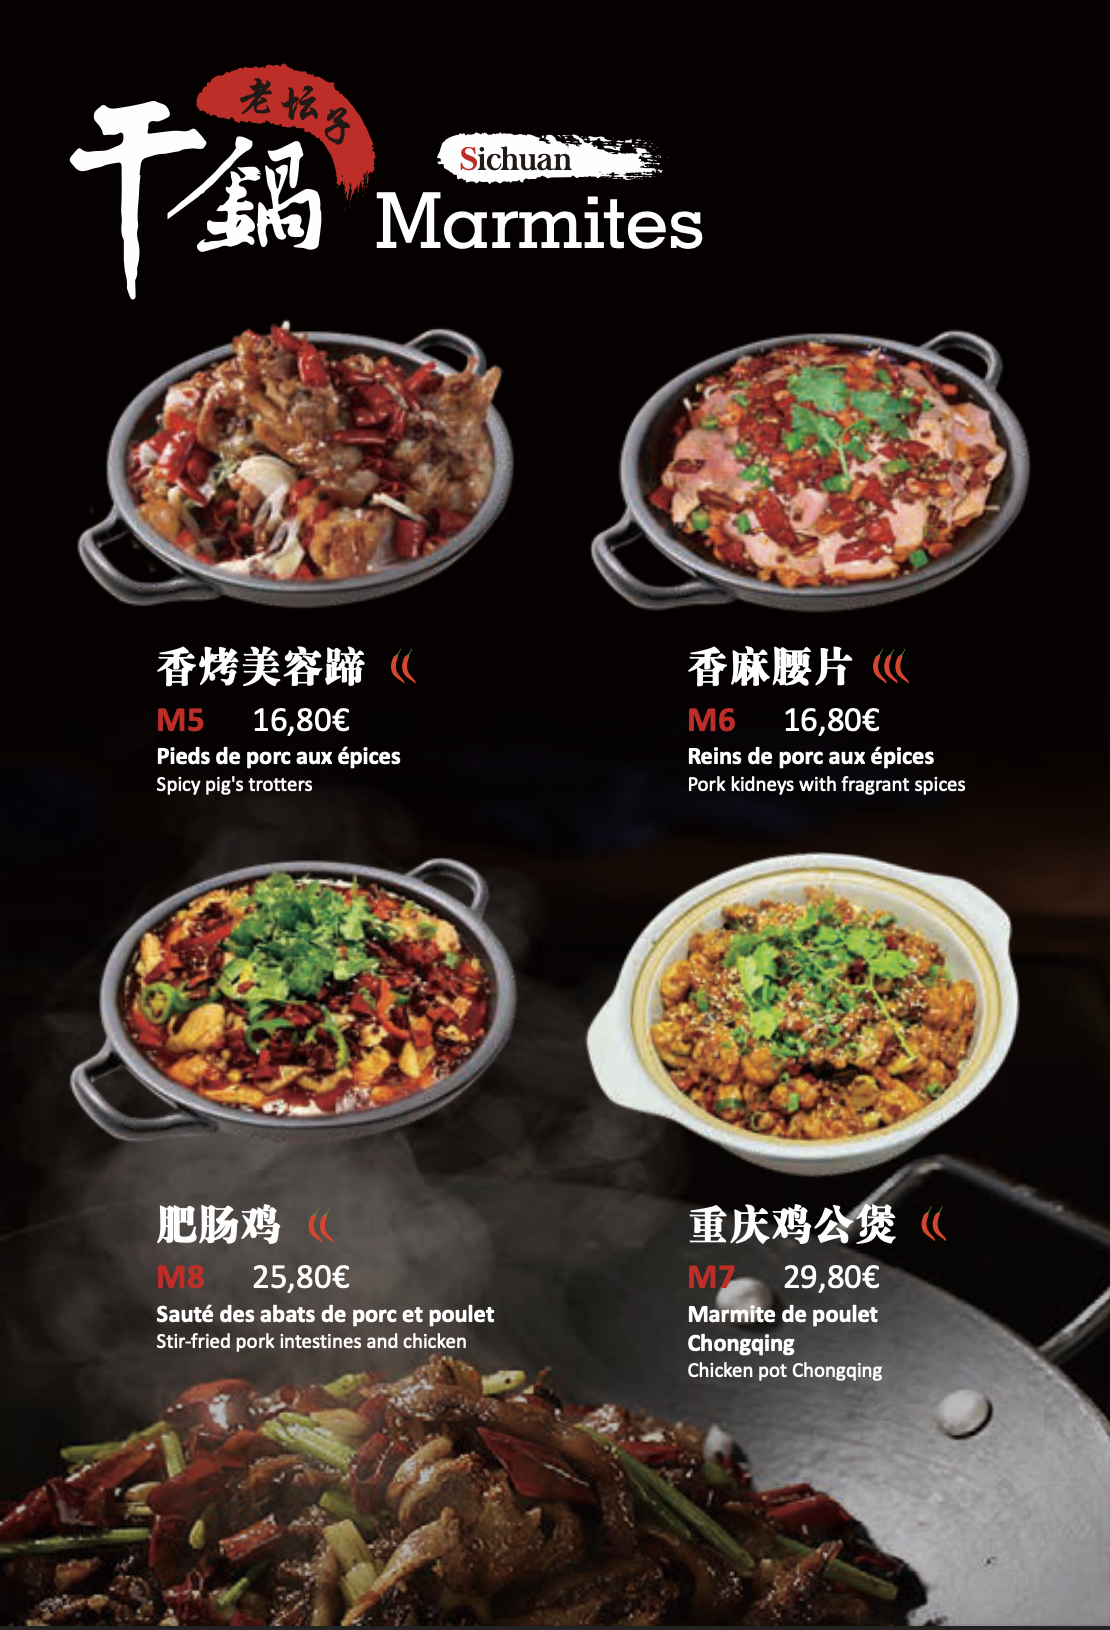 老坛子
干鍋
Sichuan
Marmites
香烤美容蹄
M5 16,80€
Pieds de porc aux épices
Spicy pig's trotters
香麻腰片
M6 16,80€
Reins de porc aux épices
Pork kidneys with fragrant spices
肥肠鸡
M8 25,80€
Sauté des abats de porc et poulet
Stir-fried pork intestines and chicken
重庆鸡公煲
M7 29,80€
Marmite de poulet
Chongqing
Chicken pot Chongqing